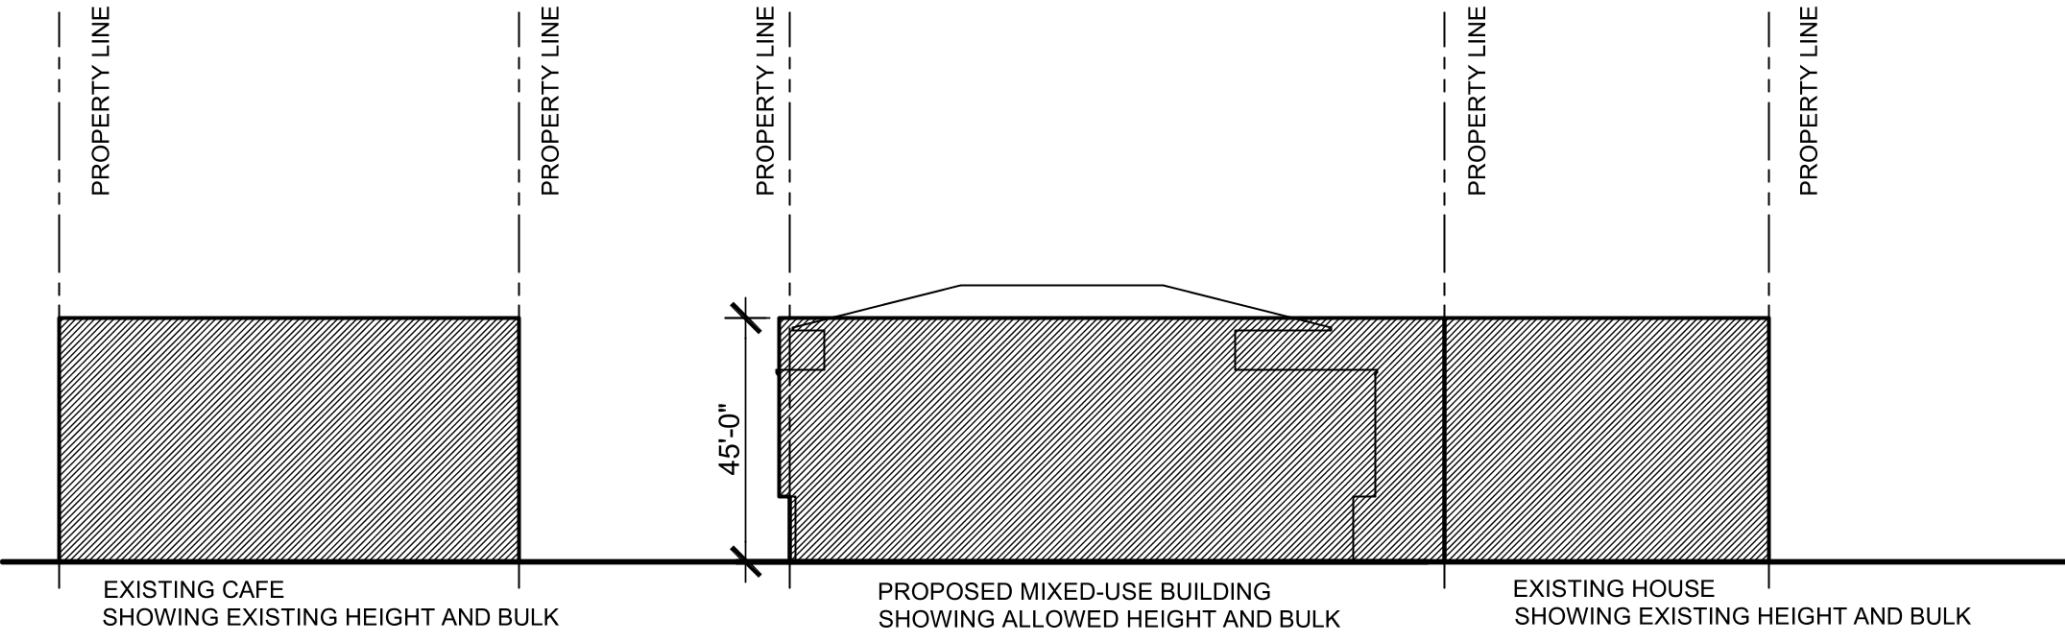 PROPERTY LINE
PROPERTY LINE
PROPERTY LINE
PROPERTY LINE
PROPERTY LINE
45'-0"
EXISTING CAFE
SHOWING EXISTING HEIGHT AND BULK
PROPOSED MIXED-USE BUILDING
SHOWING ALLOWED HEIGHT AND BULK
EXISTING HOUSE
SHOWING EXISTING HEIGHT AND BULK